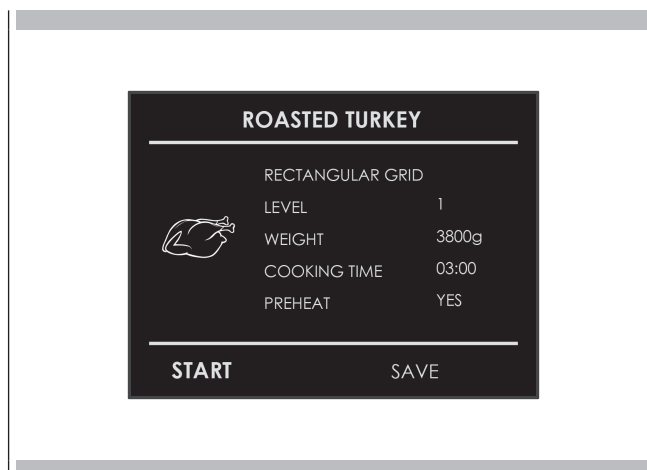 ROASTED TURKEY
RECTANGULAR GRID
LEVEL 1
WEIGHT 3800g
COOKING TIME 03:00
PREHEAT YES
START SAVE